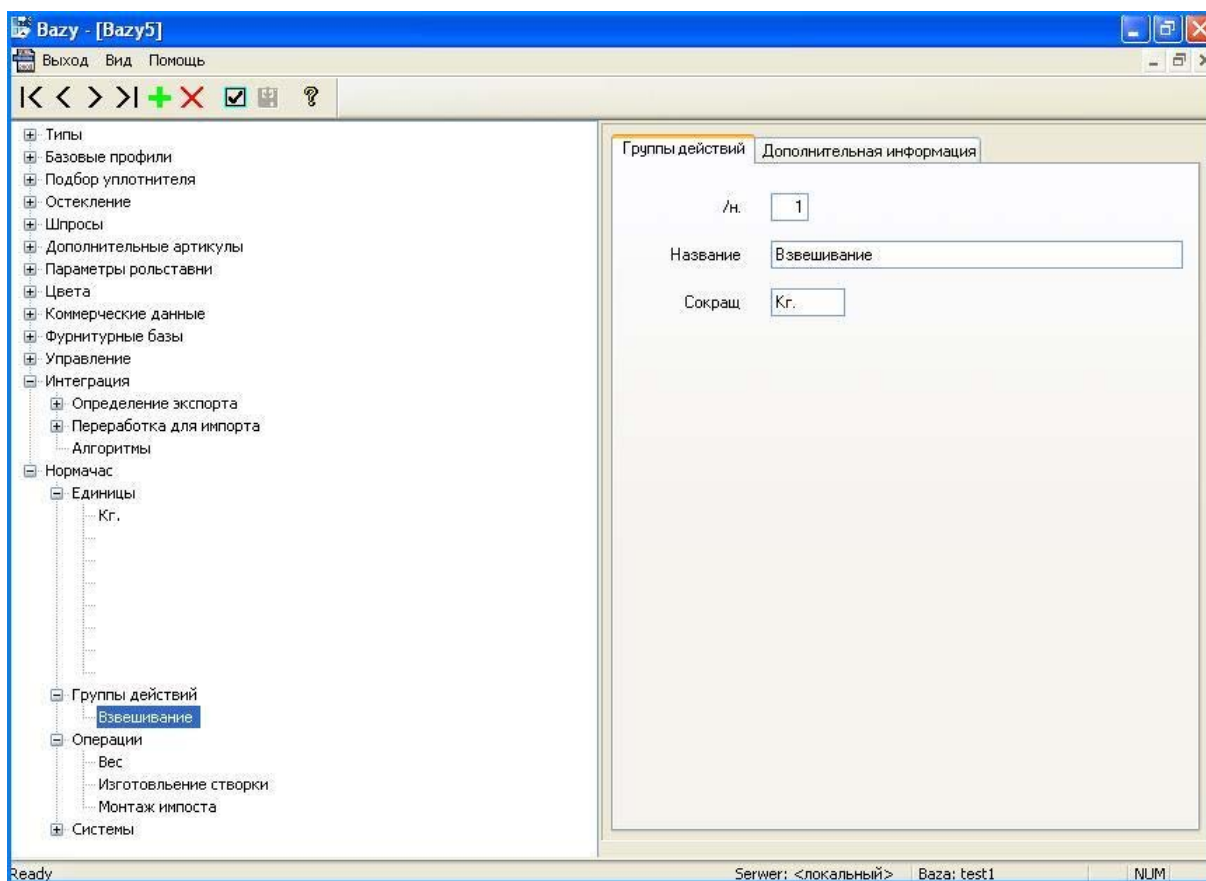 Bazy - [Bazy5]
Выход Вид Помощь
Типы
Базовые профили
Подбор уплотнителя
Остекление
Шпросы
Дополнительные артикулы
Параметры рольставни
Цвета
Коммерческие данные
Фурнитурные базы
Управление
Интеграция
Определение экспорта
Переработка для импорта
Алгоритмы
Нормачас
Единицы
Кг.
Группы действий
Взвешивание
Операции
Вес
Изготовльение створки
Монтаж импоста
Системы
Группы действий Дополнительная информация
/н. 1
Название Взвешивание
Сокращ Кг.
Ready Serwer: <локальный> Baza: test1 NUM